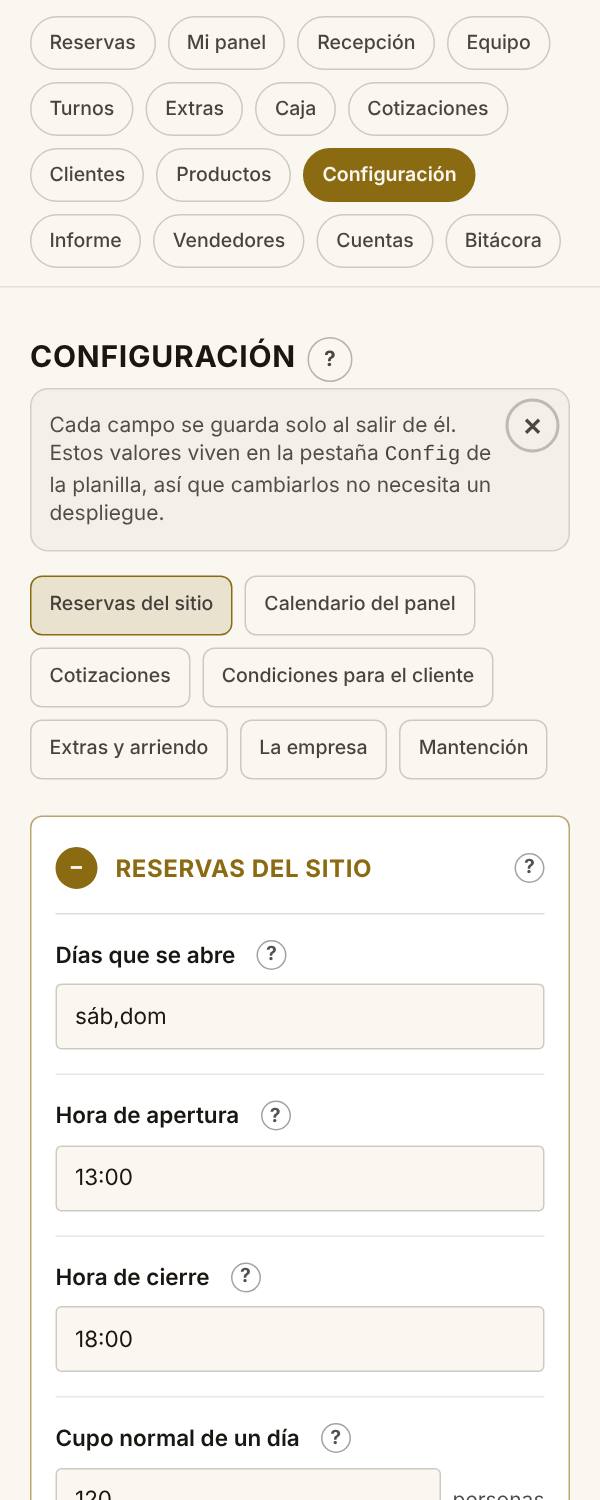 Reservas Mi panel Recepción Equipo
Turnos Extras Caja Cotizaciones
Clientes Productos Configuración
Informe Vendedores Cuentas Bitácora
CONFIGURACIÓN ?
Cada campo se guarda solo al salir de él. ×
Estos valores viven en la pestaña Config de
la planilla, así que cambiarlos no necesita un
despliegue.
Reservas del sitio Calendario del panel
Cotizaciones Condiciones para el cliente
Extras y arriendo La empresa Mantención
− RESERVAS DEL SITIO ?
Días que se abre ?
sáb,dom
Hora de apertura ?
13:00
Hora de cierre ?
18:00
Cupo normal de un día ?
120 personas